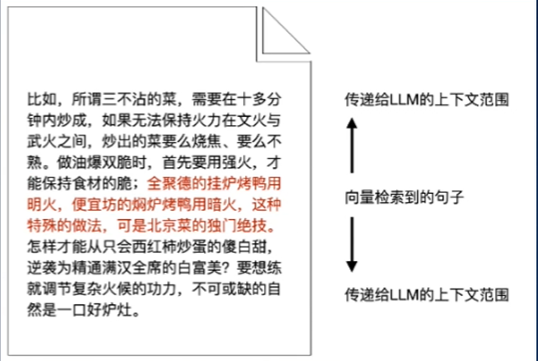 比如，所谓三不沾的菜，需要在十多分
钟内炒成，如果无法保持火力在文火与
武火之间，炒出的菜要么烧焦、要么不
熟。做油爆双脆时，首先要用强火，才
能保持食材的脆；全聚德的挂炉烤鸭用
明火，便宜坊的焖炉烤鸭用暗火，这种
特殊的做法，可是北京菜的独门绝技。
怎样才能从只会西红柿炒蛋的傻白甜，
逆袭为精通满汉全席的白富美？要想练
就调节复杂火候的功力，不可或缺的自
然是一口好炉灶。
传递给LLM的上下文范围
向量检索到的句子
传递给LLM的上下文范围